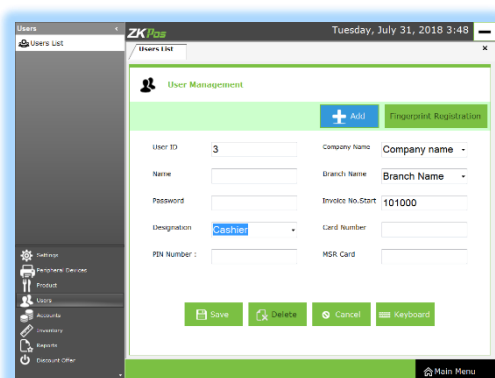 Users
Users List
ZKPos
Tuesday, July 31, 2018 3:48
Users List
User Management
Add
Fingerprint Registration
User ID
3
Company Name
Company name
Name
Branch Name
Branch Name
Password
Invoice No.Start
101000
Designation
Cashier
Card Number
PIN Number :
MSR Card
Save
Delete
Cancel
Keyboard
Settings
Peripheral Devices
Product
Users
Accounts
Inventory
Reports
Discount Offer
Main Menu